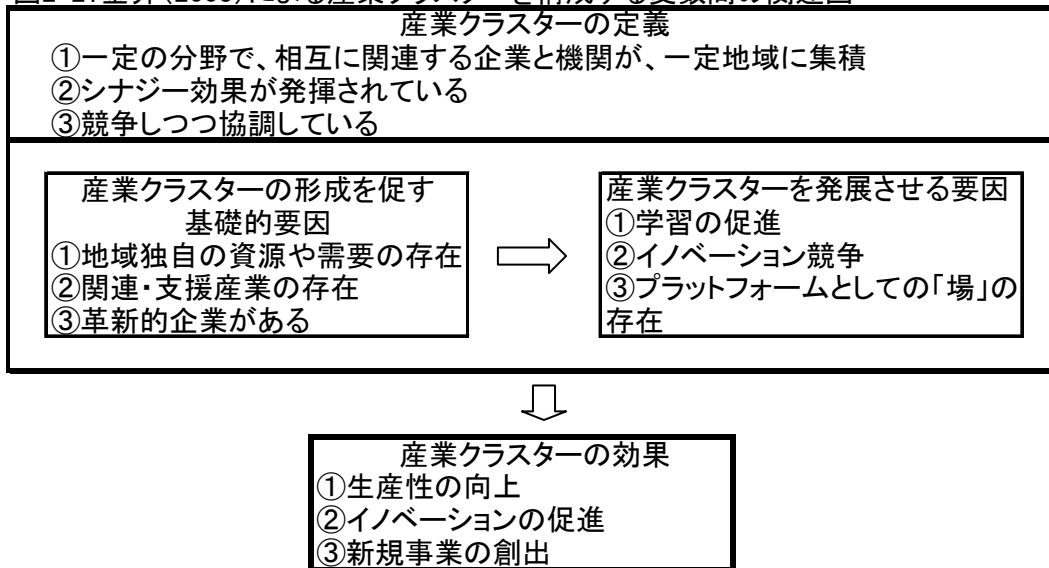 産業クラスターの定義
①一定の分野で、相互に関連する企業と機関が、一定地域に集積
②シナジー効果が発揮されている
③競争しつつ協調している
産業クラスターの形成を促す
基礎的要因
①地域独自の資源や需要の存在
②関連・支援産業の存在
③革新的企業がある
産業クラスターを発展させる要因
①学習の促進
②イノベーション競争
③プラットフォームとしての「場」の
存在
産業クラスターの効果
①生産性の向上
②イノベーションの促進
③新規事業の創出